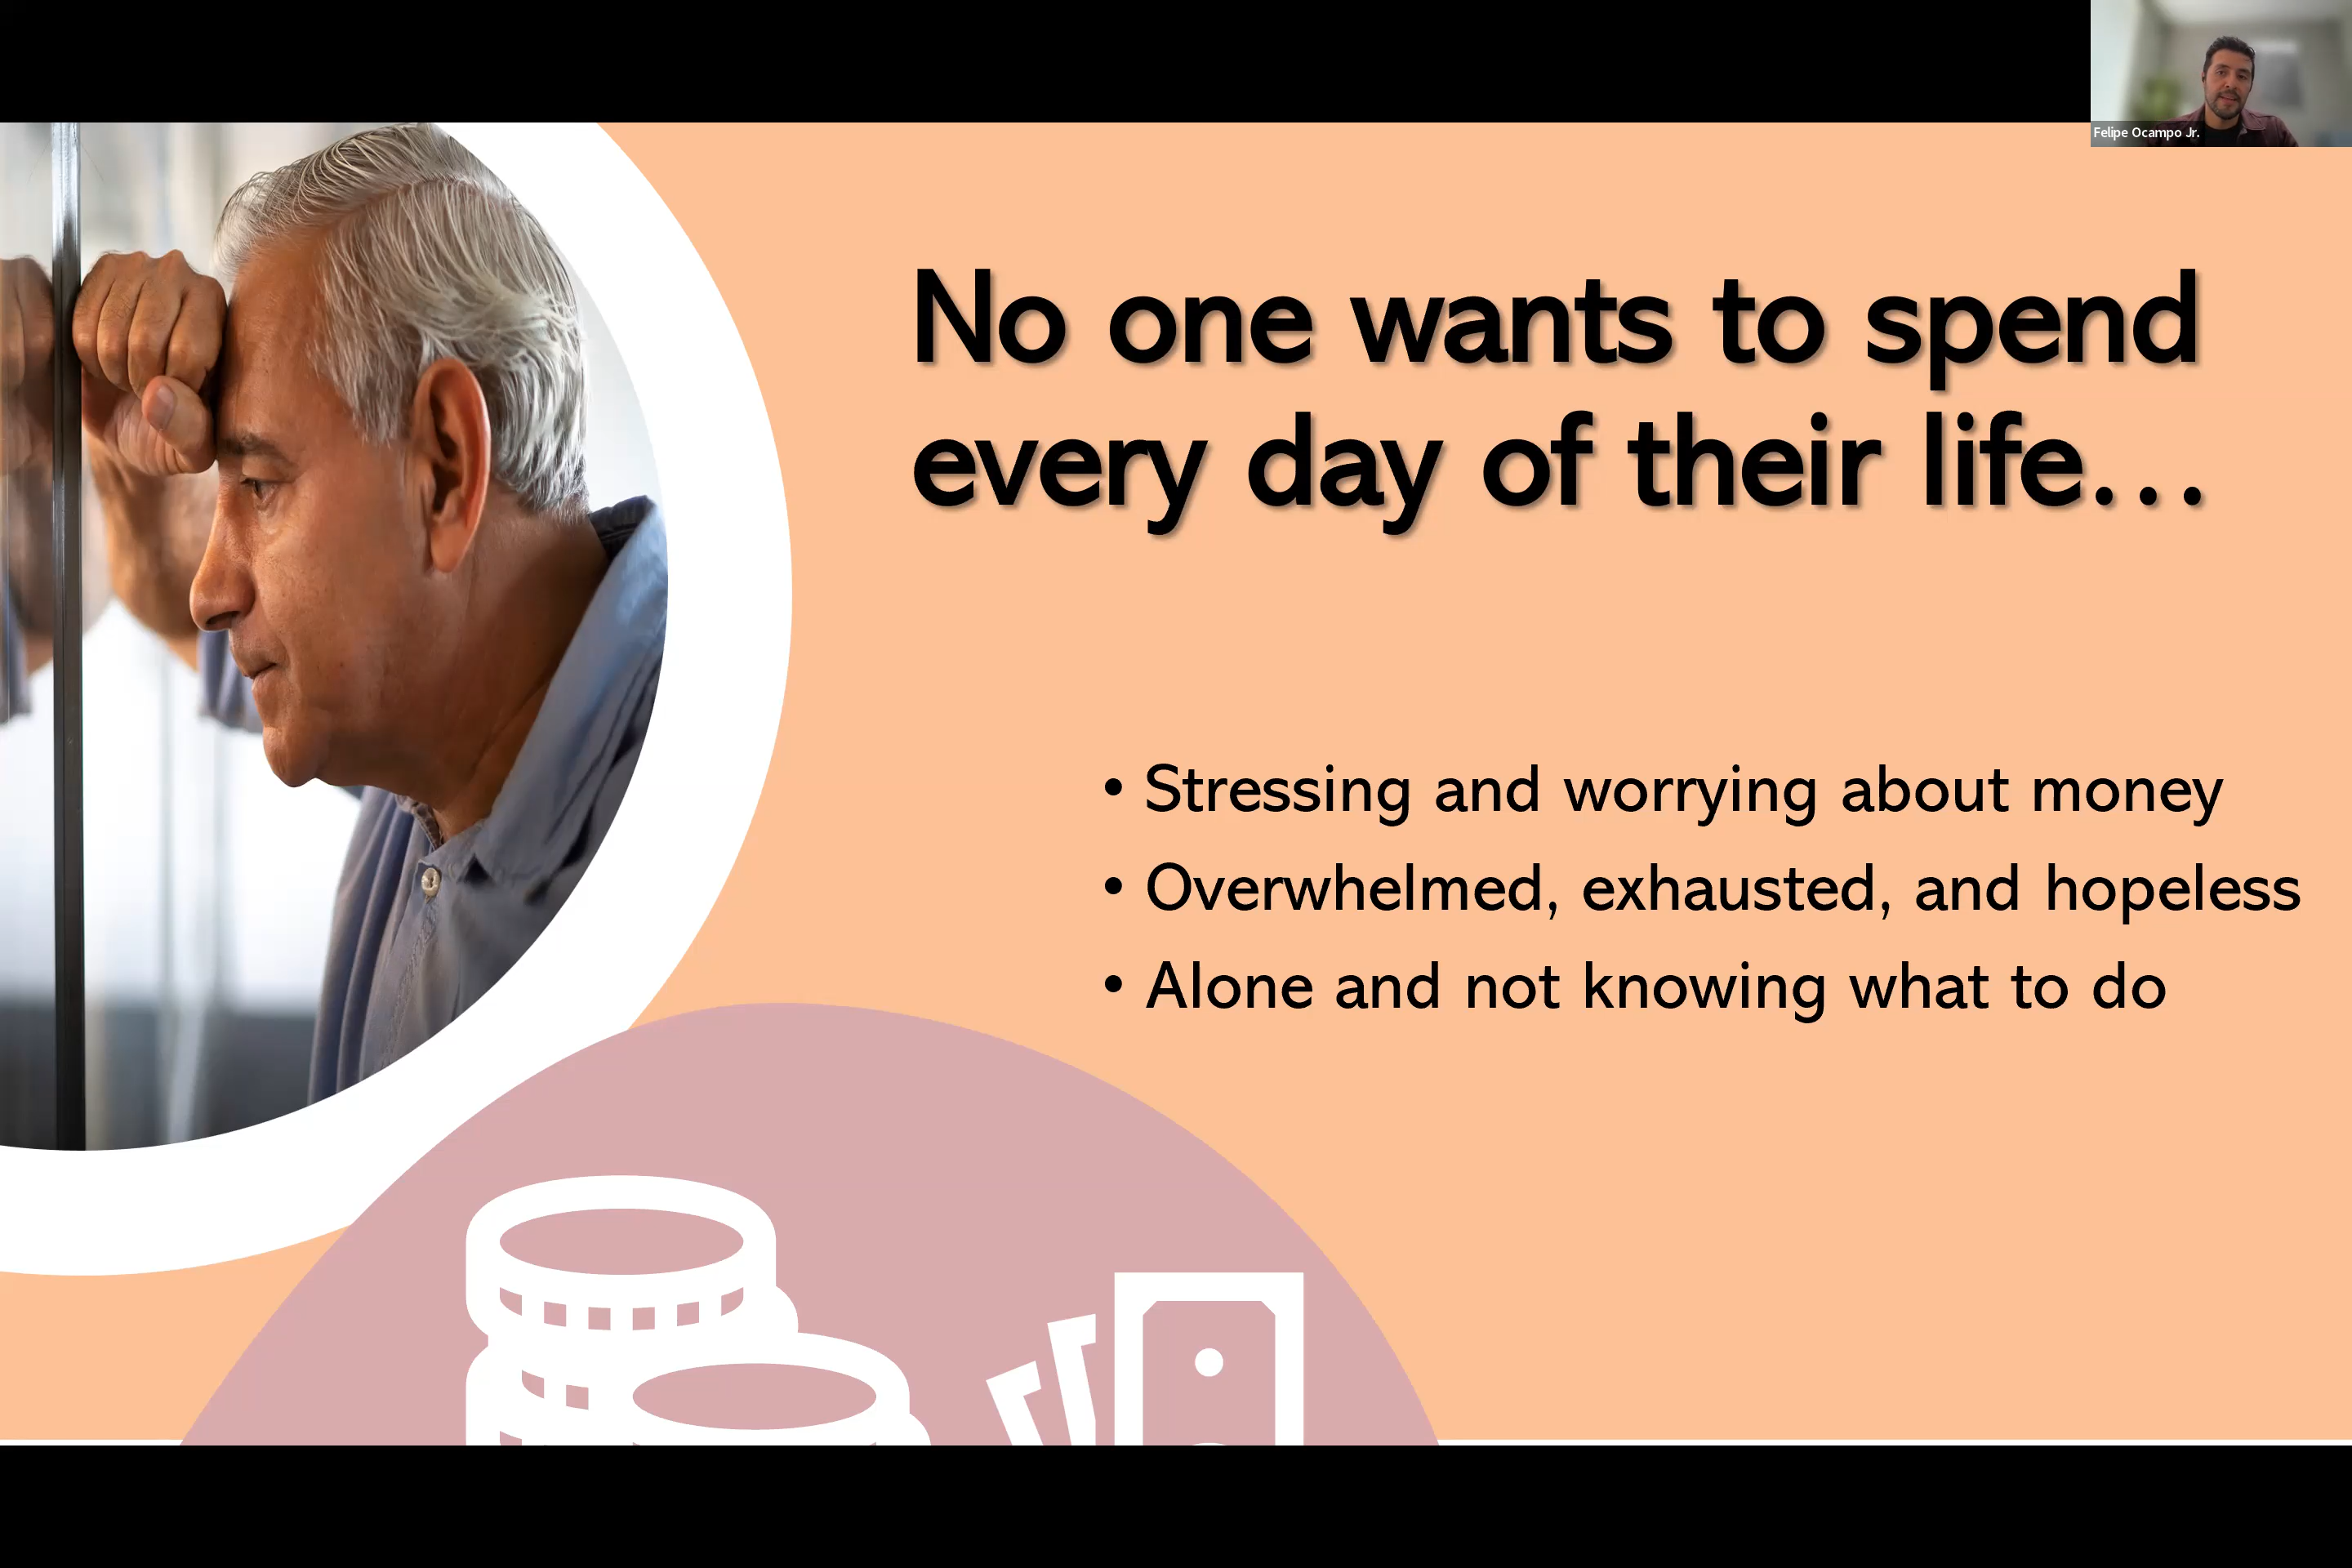 Felipe Ocampo Jr.
No one wants to spend
every day of their life...
• Stressing and worrying about money
• Overwhelmed, exhausted, and hopeless
• Alone and not knowing what to do